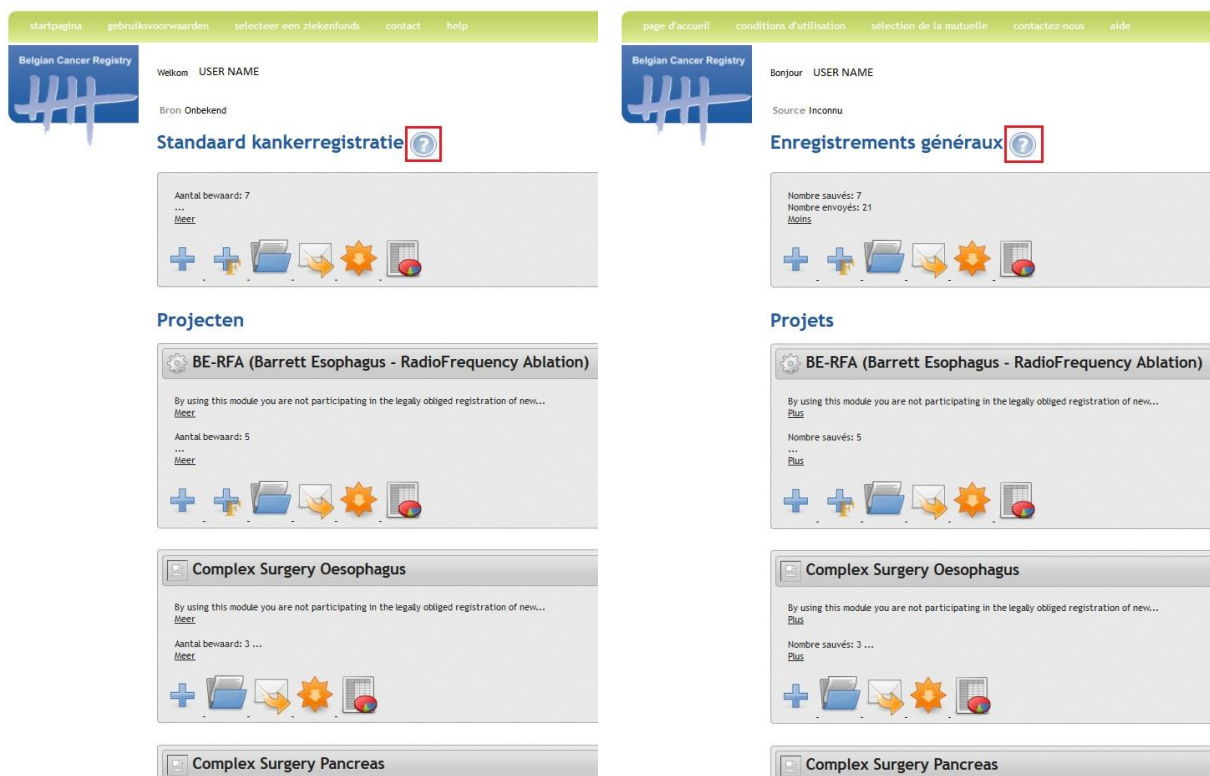 startpagina gebruiksvoorwaarden selecteer een ziekenfonds contact help
Belgian Cancer Registry
Welkom USER NAME
Bron Onbekend
Standaard kankerregistratie ?
Aantal bewaard: 7
...
Meer
F
Projecten
BE-RFA (Barrett Esophagus - RadioFrequency Ablation)
By using this module you are not participating in the legally obliged registration of new...
Meer
Aantal bewaard: 5
...
Meer
F
Complex Surgery Oesophagus
By using this module you are not participating in the legally obliged registration of new...
Meer
Aantal bewaard: 3 ...
Meer
Complex Surgery Pancreas
page d'accueil conditions d'utilisation sélection de la mutuelle contactez-nous aide
Belgian Cancer Registry
Bonjour USER NAME
Source Inconnu
Enregistrements généraux ?
Nombre sauvés: 7
Nombre envoyés: 21
Moins
F
Projets
BE-RFA (Barrett Esophagus - RadioFrequency Ablation)
By using this module you are not participating in the legally obliged registration of new...
Plus
Nombre sauvés: 5
...
Plus
F
Complex Surgery Oesophagus
By using this module you are not participating in the legally obliged registration of new...
Plus
Nombre sauvés: 3 ...
Plus
Complex Surgery Pancreas